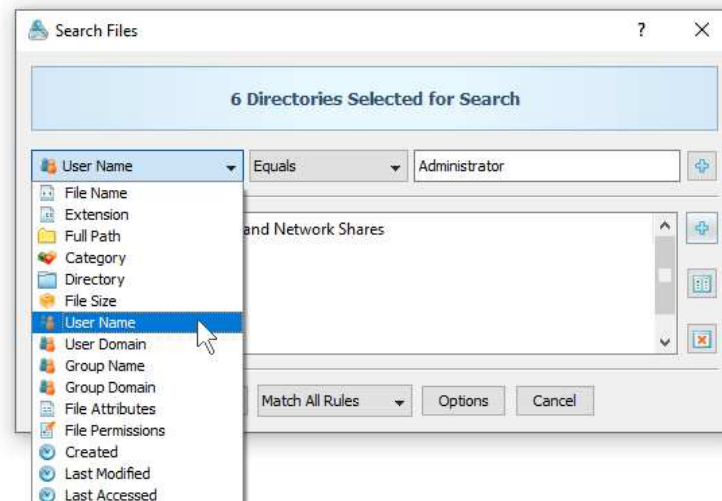 Search Files
?
6 Directories Selected for Search
User Name
Equals
Administrator
File Name
Extension
Full Path
and Network Shares
Category
Directory
File Size
User Name
User Domain
Group Name
Group Domain
Match All Rules
Options
Cancel
File Attributes
File Permissions
Created
Last Modified
Last Accessed